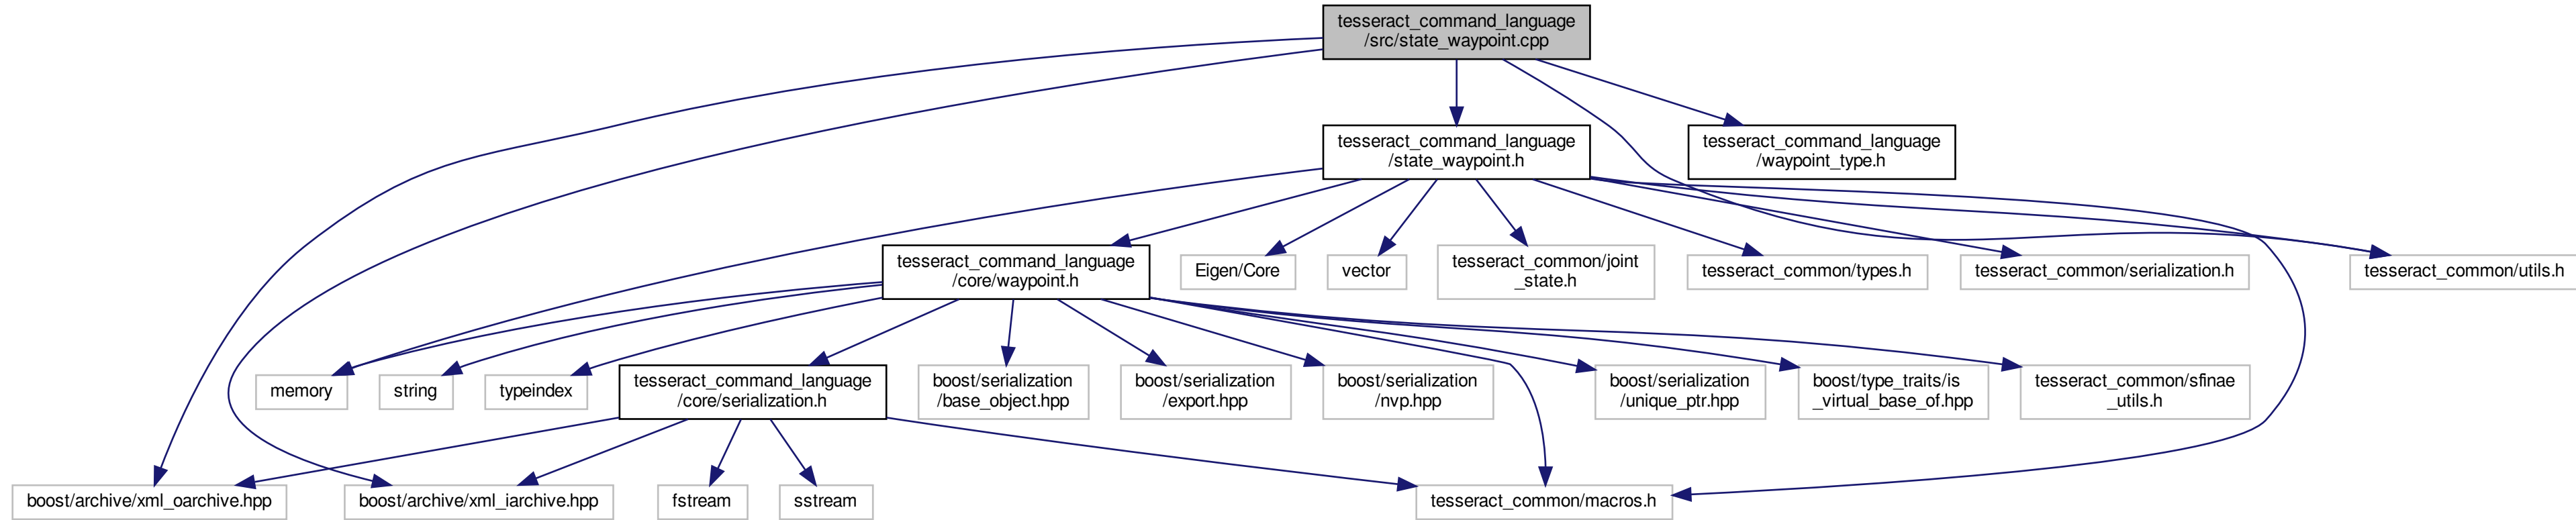 tesseract_command_language
/src/state_waypoint.cpp
tesseract_command_language
/state_waypoint.h
tesseract_command_language
/waypoint_type.h
tesseract_command_language
/core/waypoint.h
Eigen/Core
vector
tesseract_common/joint
_state.h
tesseract_common/types.h
tesseract_common/serialization.h
tesseract_common/utils.h
memory
string
typeindex
tesseract_command_language
/core/serialization.h
boost/serialization
/base_object.hpp
boost/serialization
/export.hpp
boost/serialization
/nvp.hpp
boost/serialization
/unique_ptr.hpp
boost/type_traits/is
_virtual_base_of.hpp
tesseract_common/sfinae
_utils.h
boost/archive/xml_oarchive.hpp
boost/archive/xml_iarchive.hpp
fstream
sstream
tesseract_common/macros.h